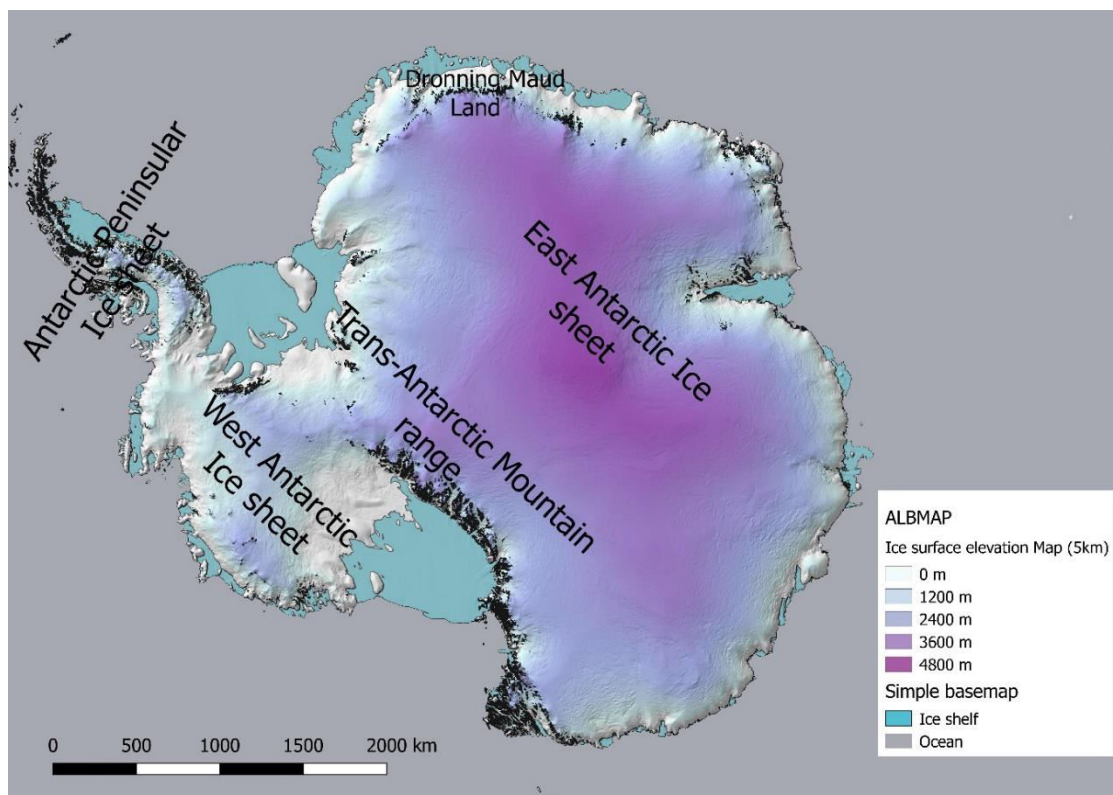 Dronning Maud
Land
Antarctic Peninsular
Ice sheet
East Antarctic Ice
sheet
Trans-Antarctic Mountain
range
West Antarctic
Ice sheet
ALBMAP
Ice surface elevation Map (5km)
0 m
1200 m
2400 m
3600 m
4800 m
Simple basemap
Ice shelf
Ocean
0 500 1000 1500 2000 km